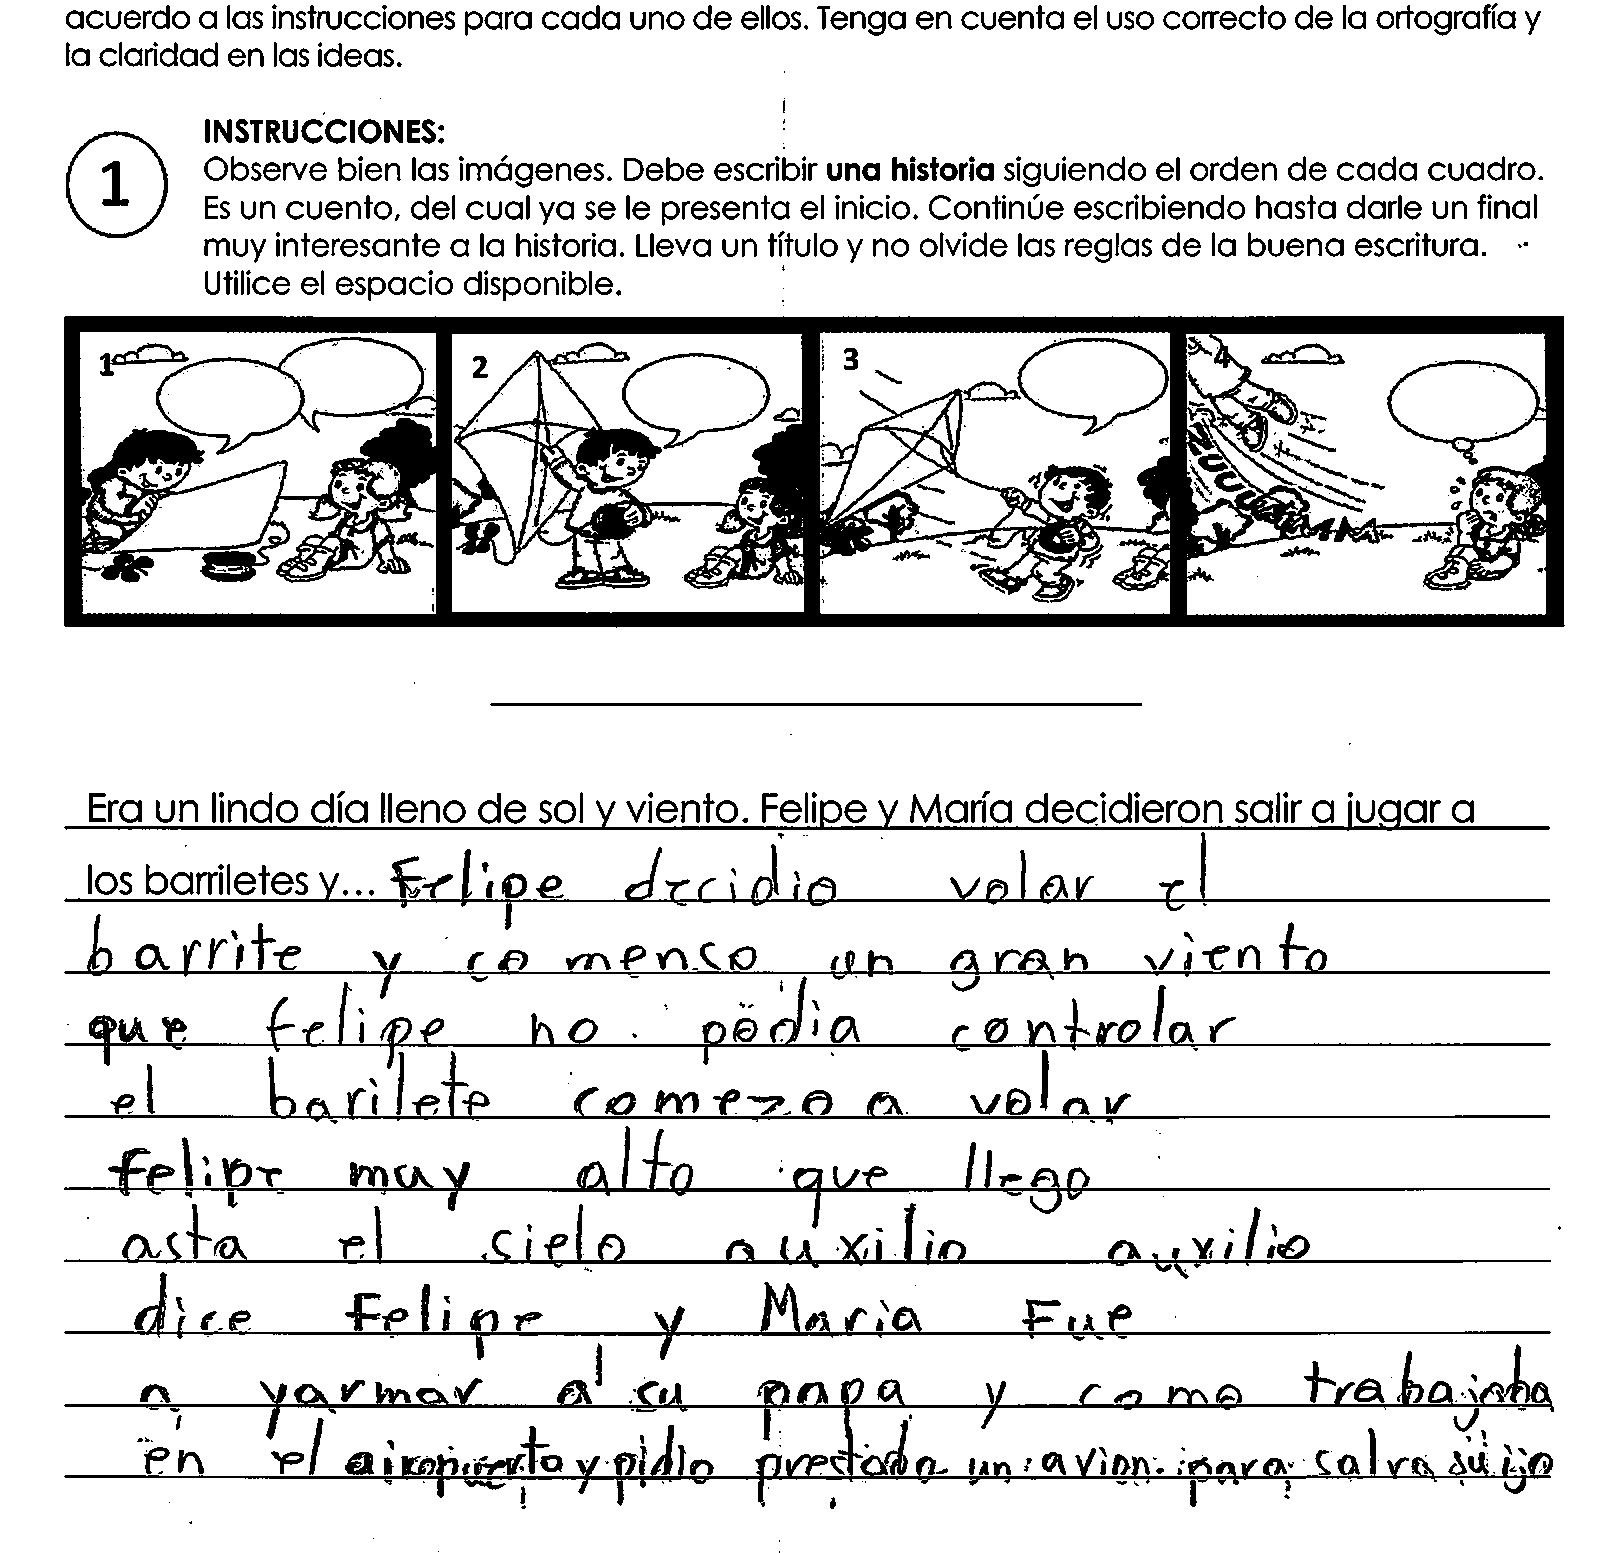 acuerdo a las instrucciones para cada uno de ellos. Tenga en cuenta el uso correcto de la ortografía y
la claridad en las ideas.
1
INSTRUCCIONES:
Observe bien las imágenes. Debe escribir una historia siguiendo el orden de cada cuadro.
Es un cuento, del cual ya se le presenta el inicio. Continúe escribiendo hasta darle un final
muy interesante a la historia. Lleva un título y no olvide las reglas de la buena escritura.
Utilice el espacio disponible.
1 2 3 4
Era un lindo día lleno de sol y viento. Felipe y María decidieron salir a jugar a
los barriletes y... Felipe decidio volar el
barrite y comenso un gran viento
que felipe no podia controlar
el barilete comezo a volar
felipe muy alto que llego
asta el sielo auxilio auxilio
dice Felipe y Maria Fue
a yarmar a su papa y como trabajaba
en el airopuerto y pidio prestado un avion para salva su ijo